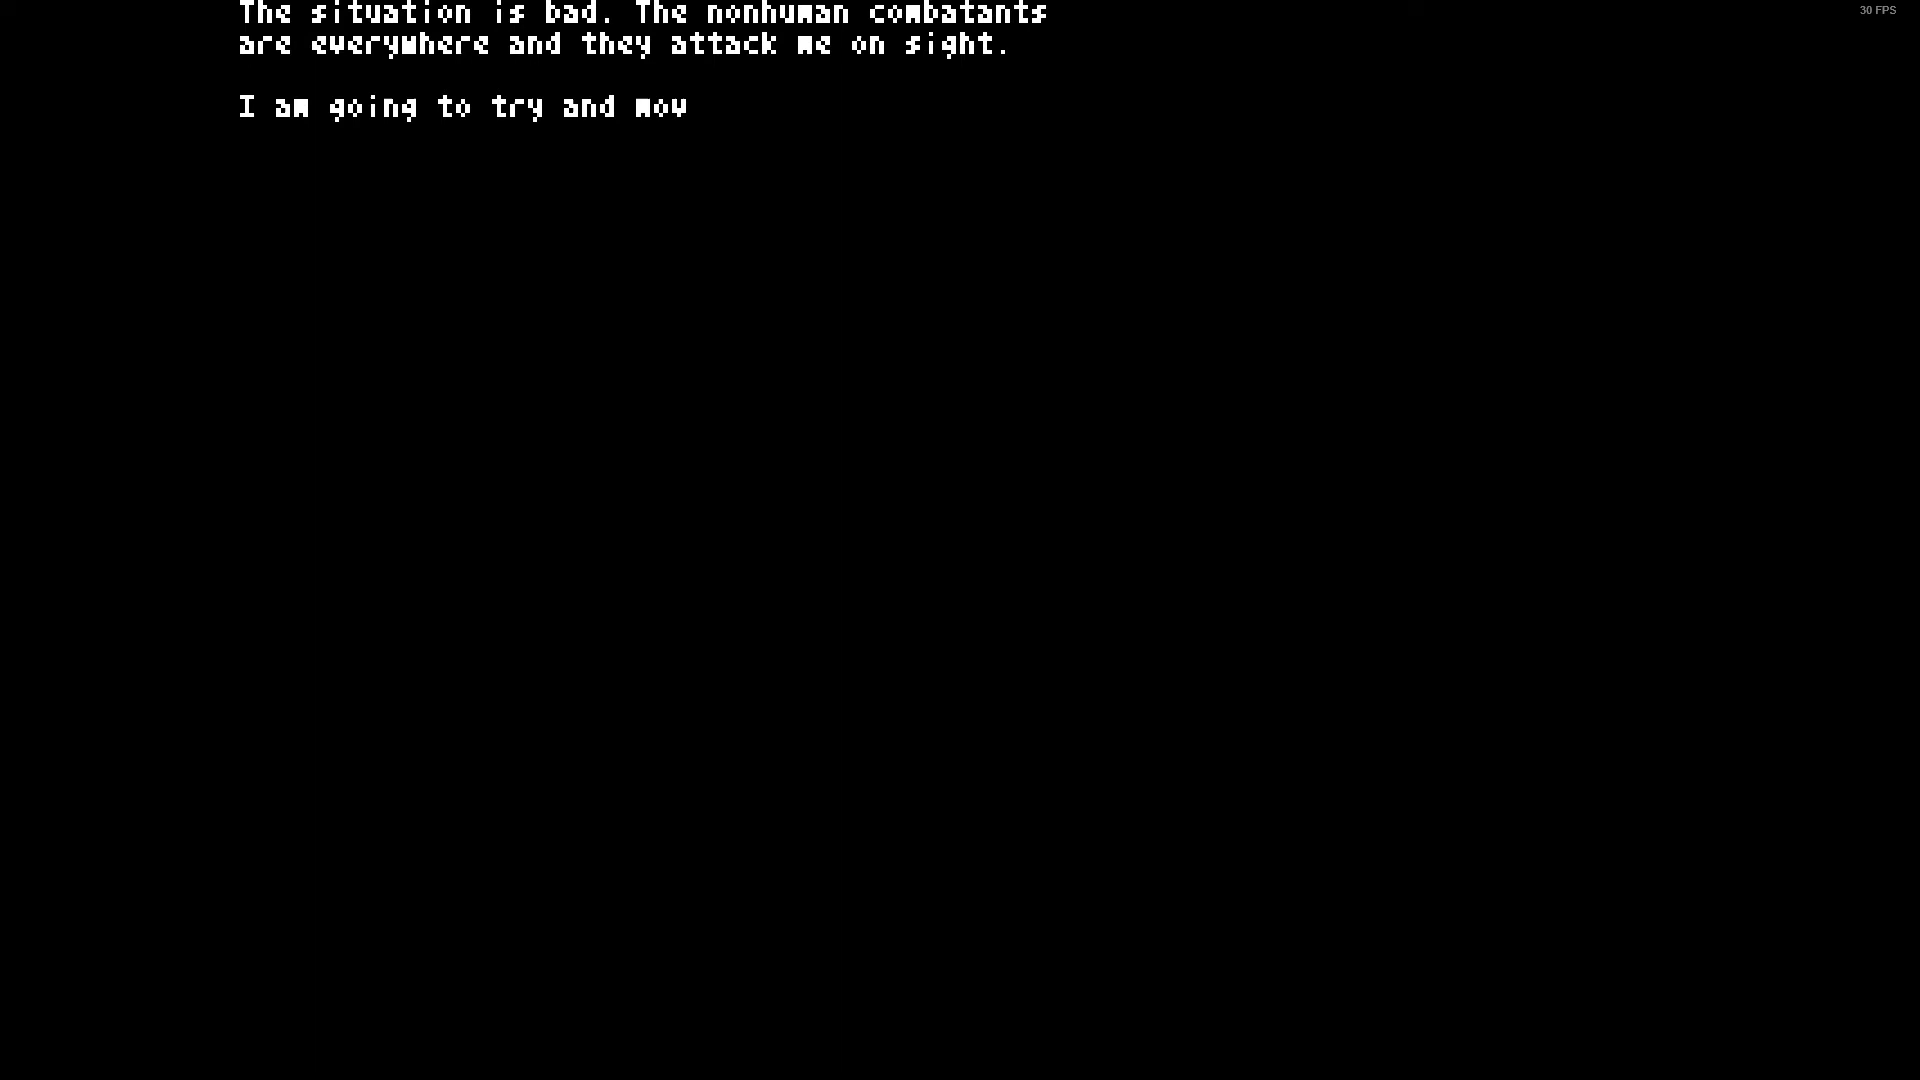 The situation is bad. The nonhuman combatants
are everywhere and they attack me on sight.
I am going to try and mov
30 FPS